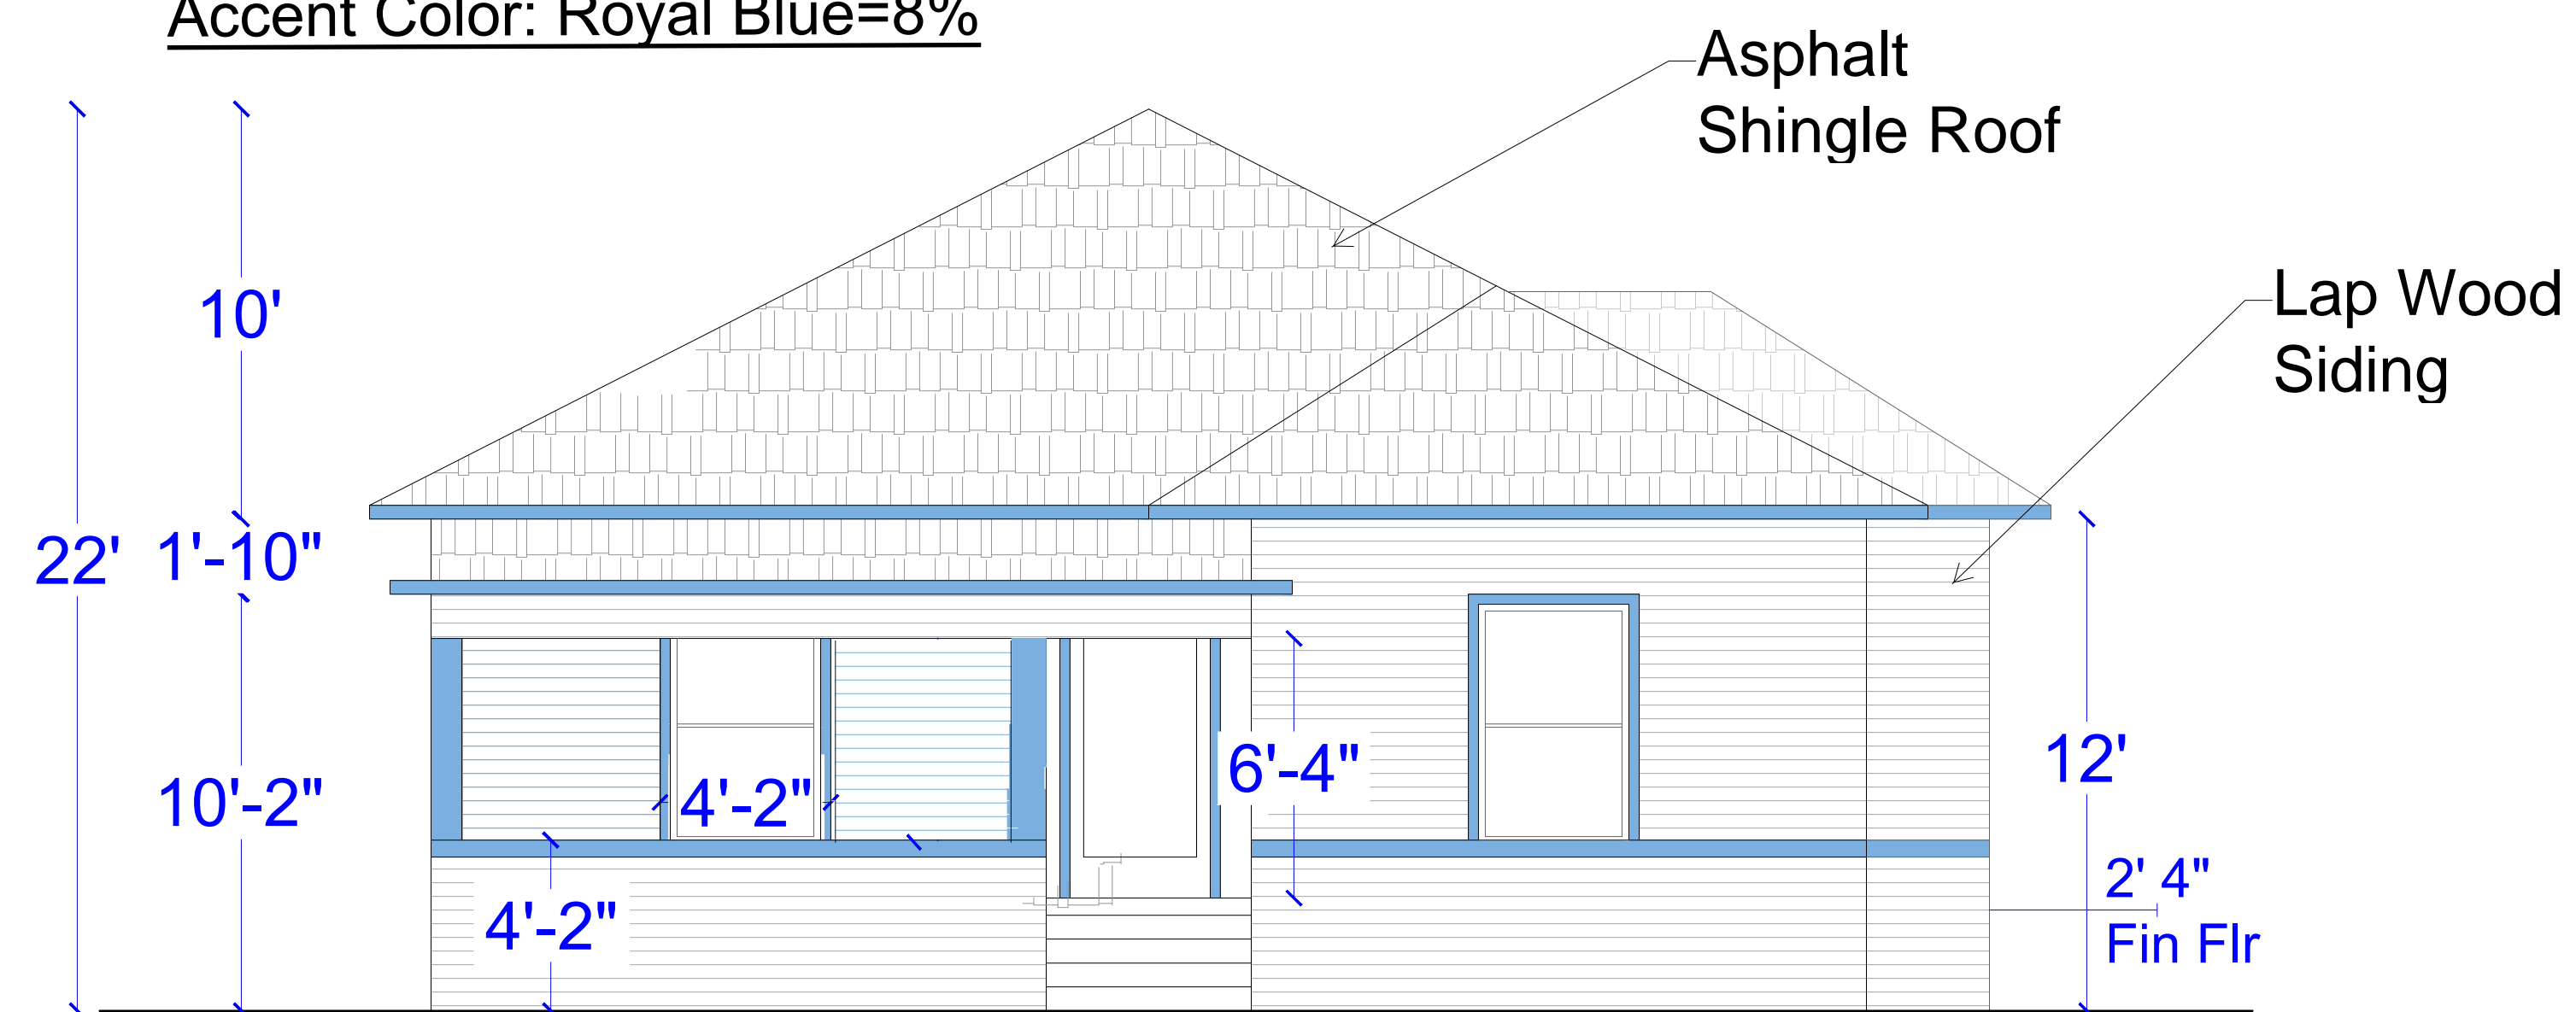 Accent Color: Royal Blue=8%
Asphalt
Shingle Roof
Lap Wood
Siding
10'
22'
1'-10"
10'-2"
4'-2"
4'-2"
6'-4"
12'
2' 4"
Fin Flr